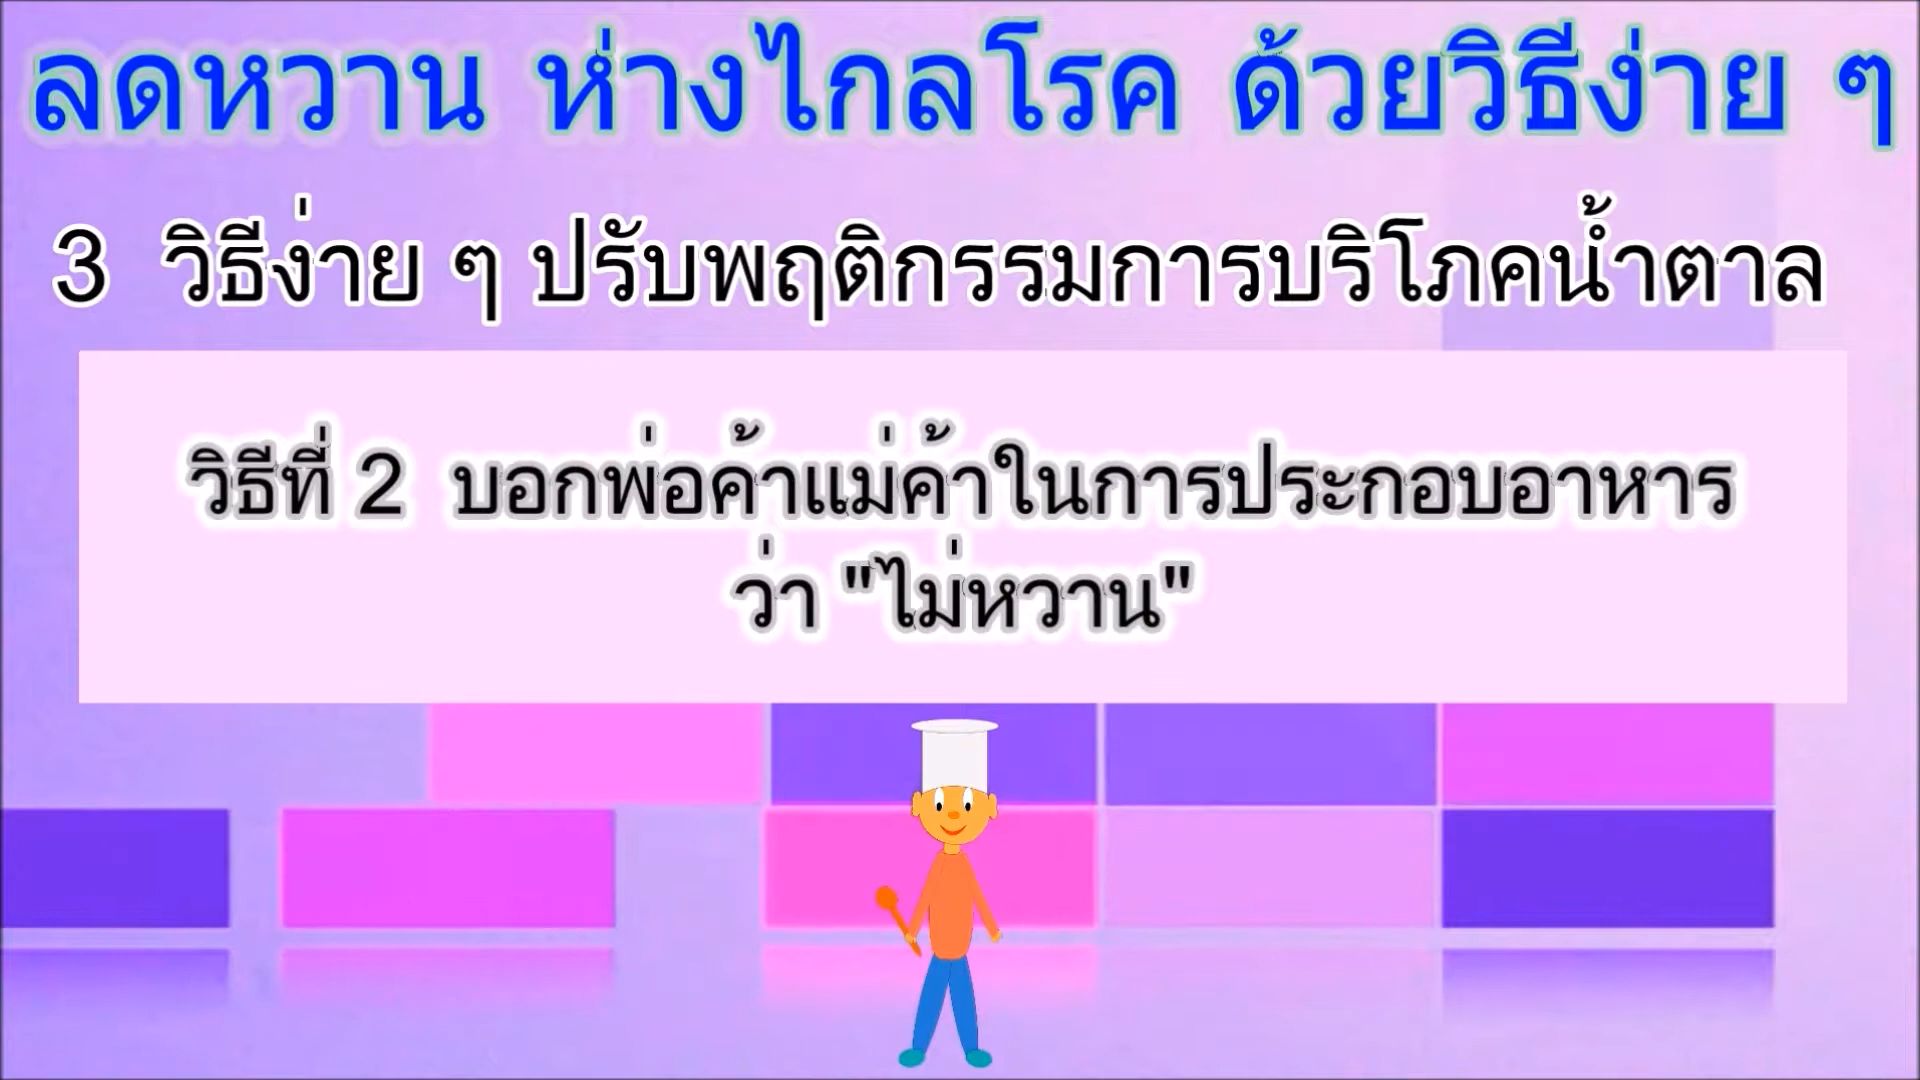 ลดหวาน ห่างไกลโรค ด้วยวิธีง่าย ๆ
3 วิธีง่าย ๆ ปรับพฤติกรรมการบริโภคน้ำตาล
วิธีที่ 2 บอกพ่อค้าแม่ค้าในการประกอบอาหาร
ว่า "ไม่หวาน"